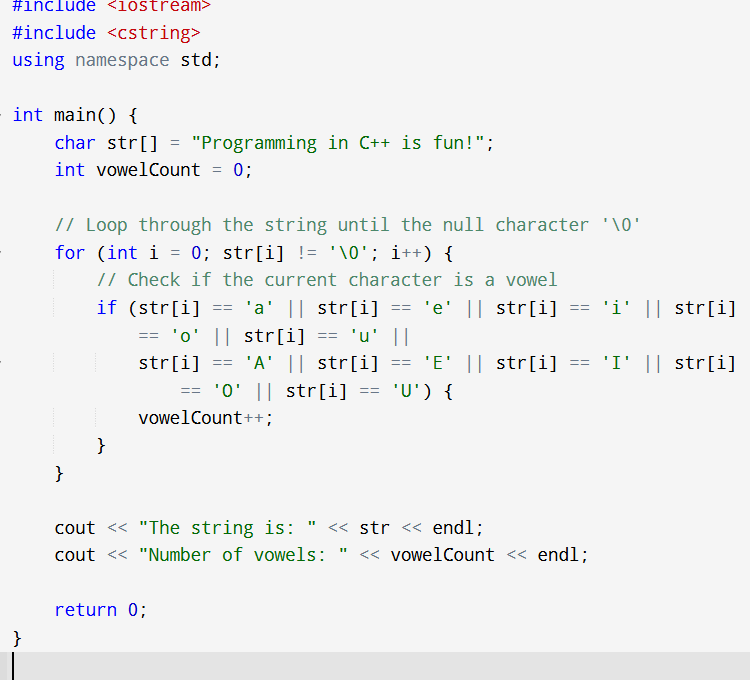 #include <iostream>
#include <cstring>
using namespace std;
int main() {
    char str[] = "Programming in C++ is fun!";
    int vowelCount = 0;
    // Loop through the string until the null character '\0'
    for (int i = 0; str[i] != '\0'; i++) {
        // Check if the current character is a vowel
        if (str[i] == 'a' || str[i] == 'e' || str[i] == 'i' || str[i]
            == 'o' || str[i] == 'u' ||
            str[i] == 'A' || str[i] == 'E' || str[i] == 'I' || str[i]
                == 'O' || str[i] == 'U') {
            vowelCount++;
        }
    }
    cout << "The string is: " << str << endl;
    cout << "Number of vowels: " << vowelCount << endl;
    return 0;
}